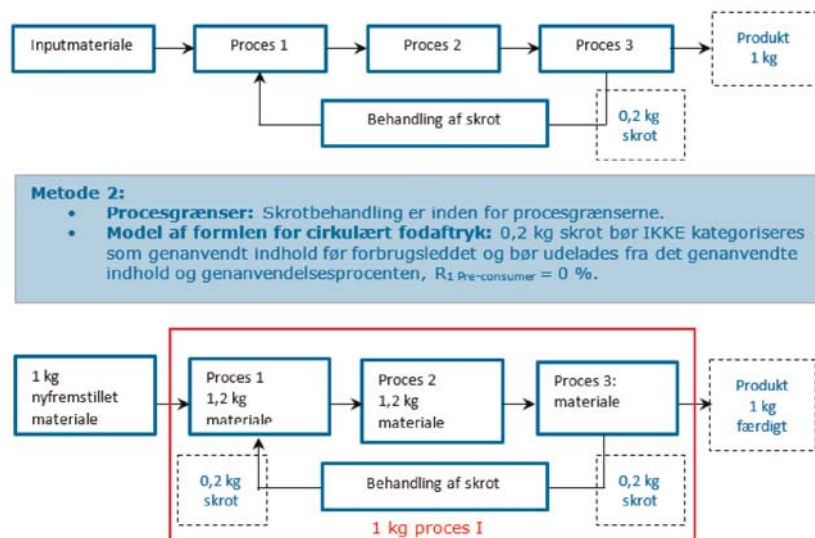 Inputmateriale
Proces 1
Proces 2
Proces 3
Produkt
1 kg
Behandling af skrot
0,2 kg
skrot
Metode 2:
• Procesgrænser: Skrotbehandling er inden for procesgrænserne.
• Model af formlen for cirkulært fodaftryk: 0,2 kg skrot bør IKKE kategoriseres
som genanvendt indhold før forbrugsleddet og bør udelades fra det genanvendte
indhold og genanvendelsesprocenten, R1 Pre-consumer = 0 %.
1 kg
nyfremstillet
materiale
Proces 1
1,2 kg
materiale
Proces 2
1,2 kg
materiale
Proces 3:
materiale
Produkt
1 kg
færdigt
0,2 kg
skrot
Behandling af skrot
0,2 kg
skrot
1 kg proces I